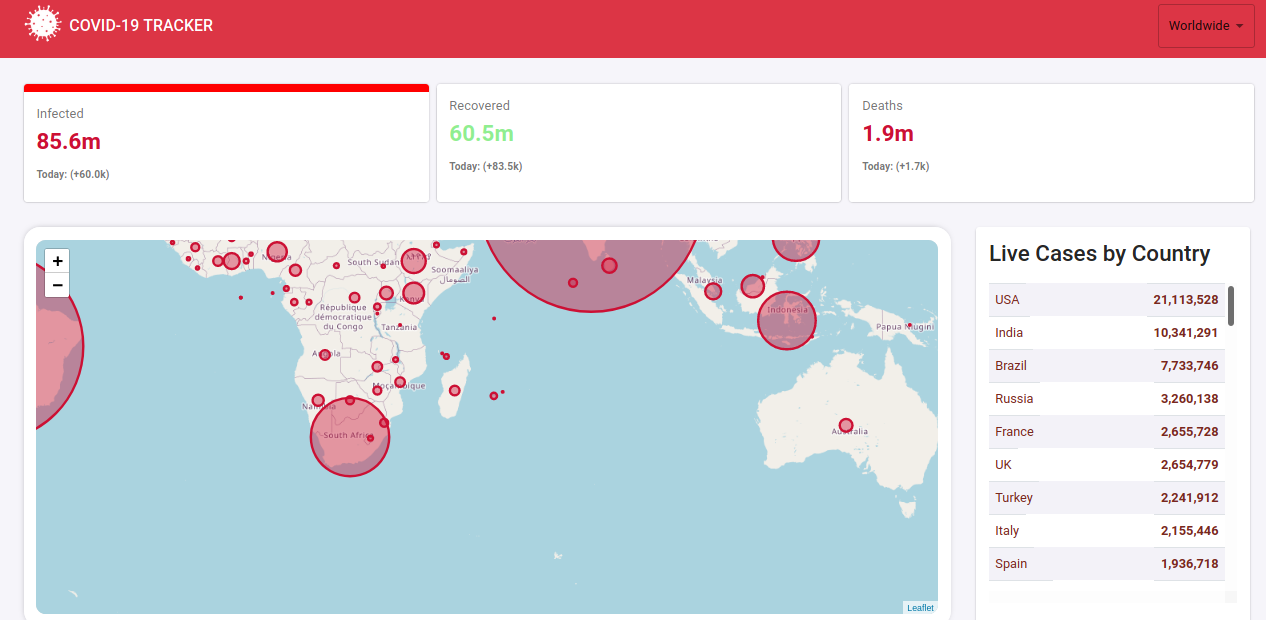 COVID-19 TRACKER
Worldwide
Infected
85.6m
Today: (+60.0k)
Recovered
60.5m
Today: (+83.5k)
Deaths
1.9m
Today: (+1.7k)
+
−
Nigeria
South Sudan
Soomaaliya
الصومال
Kenya
République
démocratique
du Congo
Tanzania
Angola
Moçambique
Namibia
South Africa
Malaysia
Indonesia
Papua Niugini
Australia
Leaflet
Live Cases by Country
USA 21,113,528
India 10,341,291
Brazil 7,733,746
Russia 3,260,138
France 2,655,728
UK 2,654,779
Turkey 2,241,912
Italy 2,155,446
Spain 1,936,718